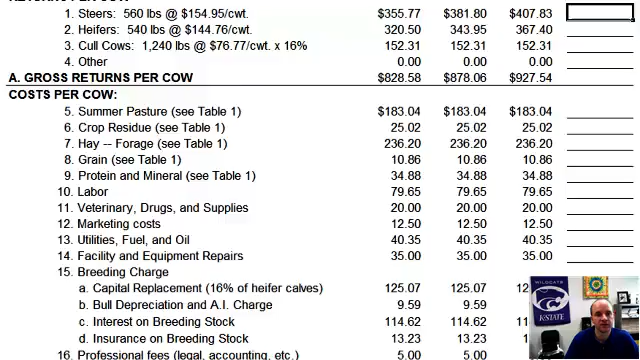 1. Steers: 560 lbs @ $154.95/cwt. $355.77 $381.80 $407.83
2. Heifers: 540 lbs @ $144.76/cwt. 320.50 343.95 367.40
3. Cull Cows: 1,240 lbs @ $76.77/cwt. x 16% 152.31 152.31 152.31
4. Other 0.00 0.00 0.00
A. GROSS RETURNS PER COW $828.58 $878.06 $927.54
COSTS PER COW:
5. Summer Pasture (see Table 1) $183.04 $183.04 $183.04
6. Crop Residue (see Table 1) 25.02 25.02 25.02
7. Hay -- Forage (see Table 1) 236.20 236.20 236.20
8. Grain (see Table 1) 10.86 10.86 10.86
9. Protein and Mineral (see Table 1) 34.88 34.88 34.88
10. Labor 79.65 79.65 79.65
11. Veterinary, Drugs, and Supplies 20.00 20.00 20.00
12. Marketing costs 12.50 12.50 12.50
13. Utilities, Fuel, and Oil 40.35 40.35 40.35
14. Facility and Equipment Repairs 35.00 35.00 35.00
15. Breeding Charge
a. Capital Replacement (16% of heifer calves) 125.07 125.07 12
b. Bull Depreciation and A.I. Charge 9.59 9.59
c. Interest on Breeding Stock 114.62 114.62 11
d. Insurance on Breeding Stock 13.23 13.23 1
16. Professional fees (legal, accounting, etc.) 5.00 5.00
WILDCATS
K-STATE